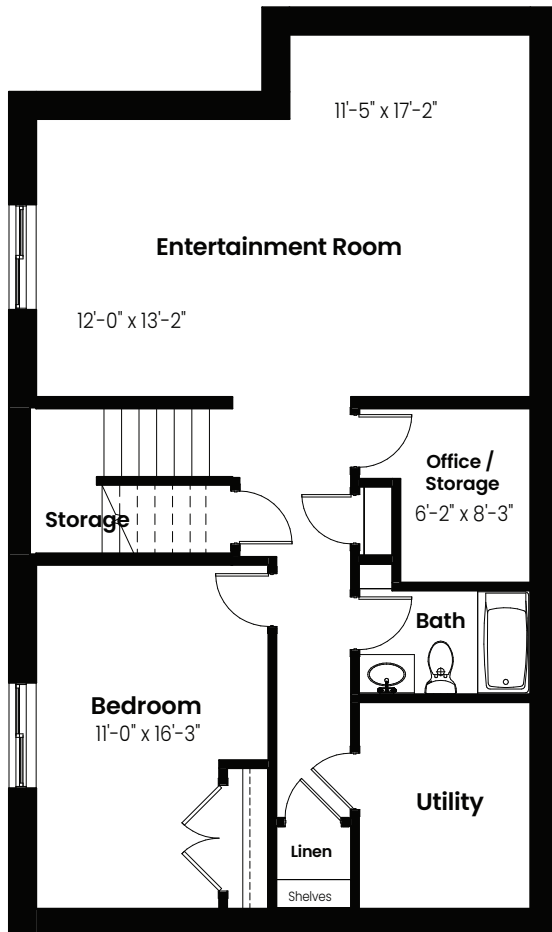 11'-5" x 17'-2"
Entertainment Room
12'-0" x 13'-2"
Office /
Storage
6'-2" x 8'-3"
Storage
Bath
Bedroom
11'-0" x 16'-3"
Utility
Linen
Shelves